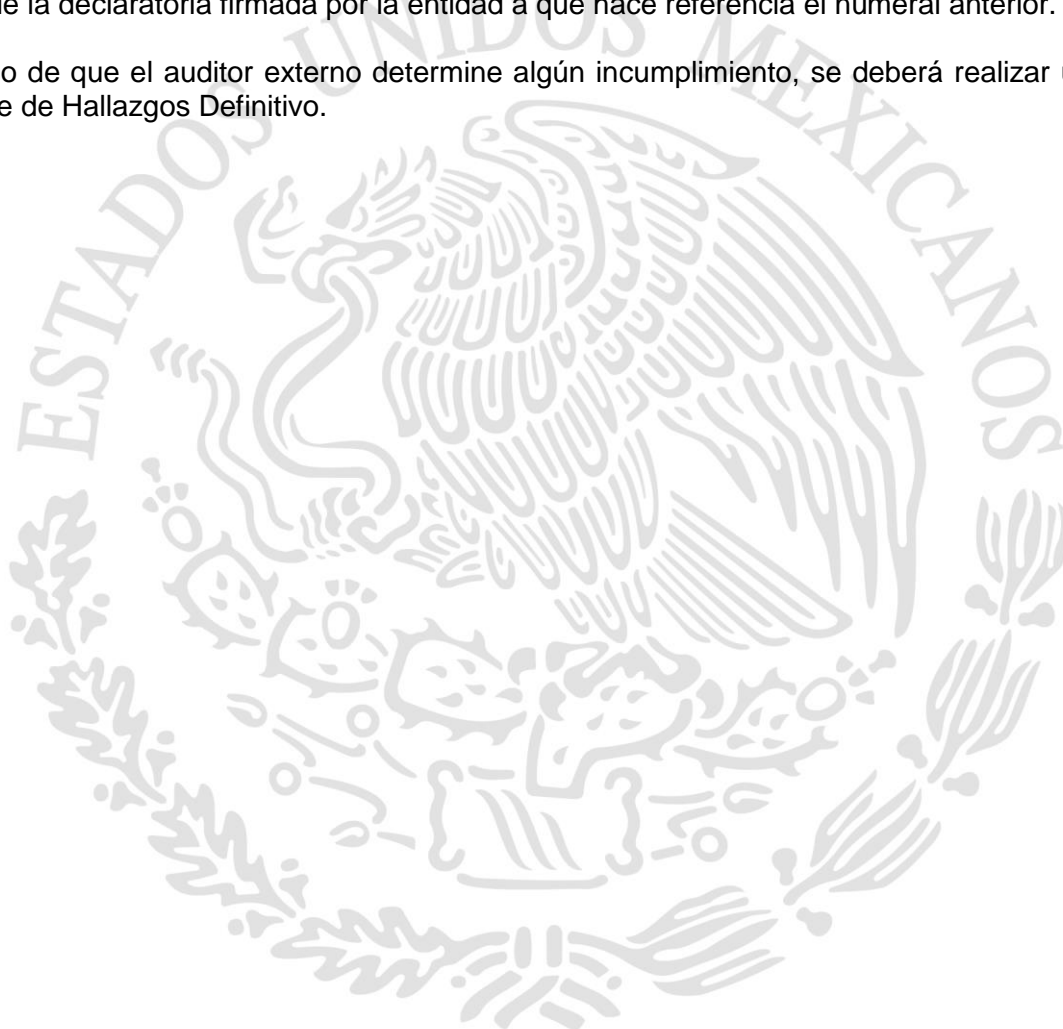 de la declaratoria firmada por la entidad a que hace referencia el numeral anterior.
o de que el auditor externo determine algún incumplimiento, se deberá realizar
e de Hallazgos Definitivo.
ESTADOS UNIDOS MEXICANOS